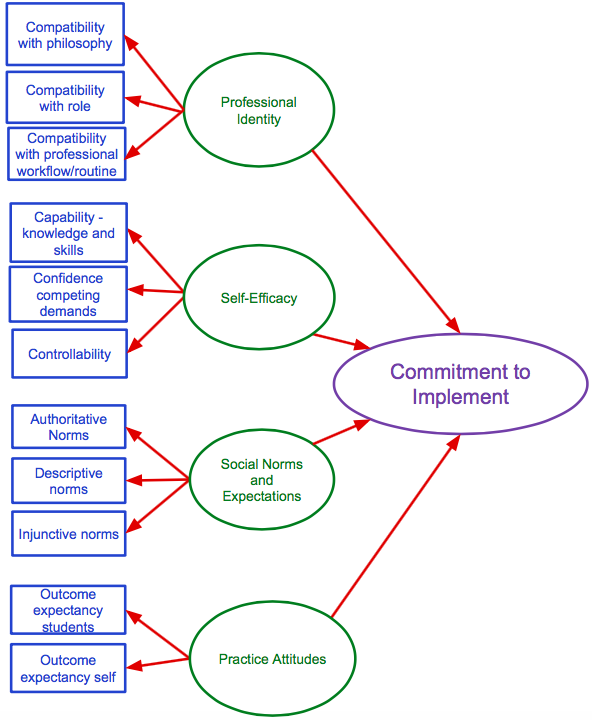 Compatibility
with philosophy
Compatibility
with role
Compatibility
with professional
workflow/routine
Professional
Identity
Capability -
knowledge and
skills
Confidence
competing
demands
Controllability
Self-Efficacy
Commitment to
Implement
Authoritative
Norms
Descriptive
norms
Injunctive norms
Social Norms
and
Expectations
Outcome
expectancy
students
Outcome
expectancy self
Practice Attitudes